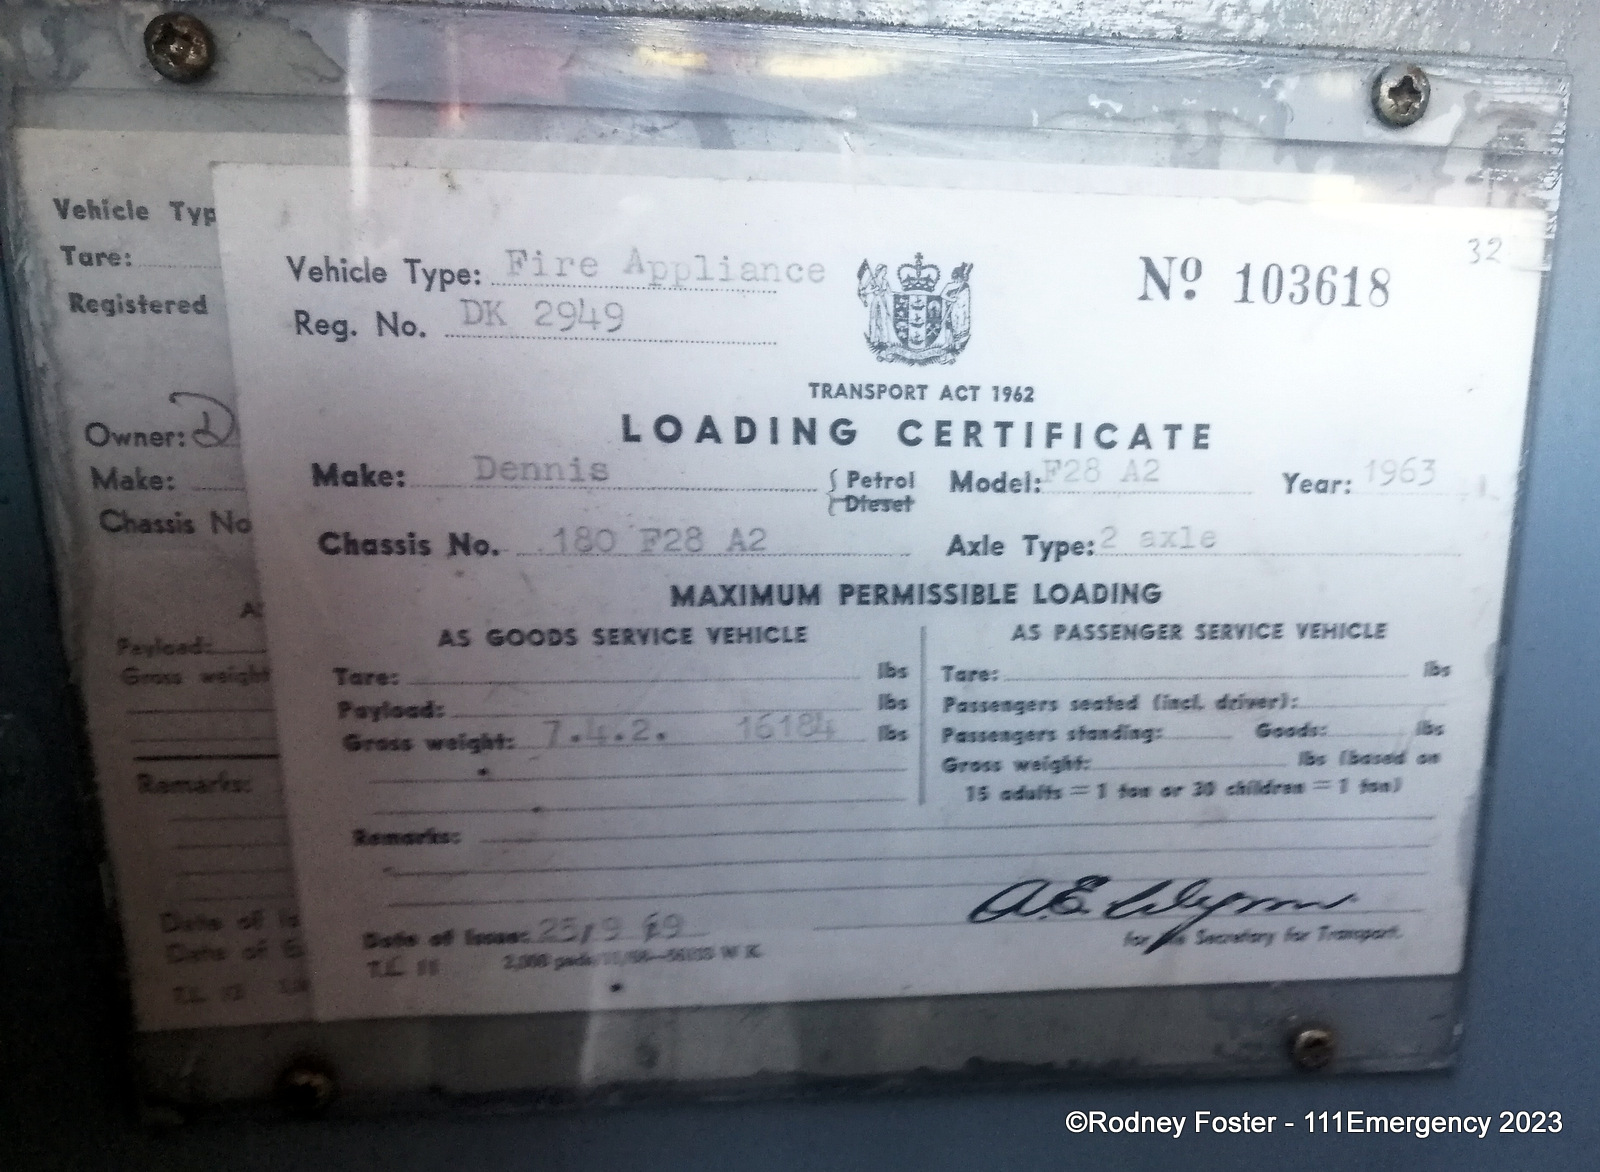 Vehicle Typ
Tare:
Registered
Owner: D
Make:
Chassis No
Payload:
Gross weight
Remarks:
Date of
Date of
32
Vehicle Type: Fire Appliance
Nº 103618
Reg. No. DK 2949
TRANSPORT ACT 1962
LOADING CERTIFICATE
Make: Dennis { Petrol Model: F28 A2 Year: 1963
Diesel
Chassis No. 180 F28 A2 Axle Type: 2 axle
MAXIMUM PERMISSIBLE LOADING
AS GOODS SERVICE VEHICLE
Tare: lbs
Payload: lbs
Gross weight: 7.4.2. 16184 lbs
AS PASSENGER SERVICE VEHICLE
Tare: lbs
Passengers seated (incl. driver):
Passengers standing: Goods: lbs
Gross weight: lbs (based on
15 adults = 1 ton or 30 children = 1 ton)
Remarks:
A.E.
for the Secretary for Transport.
Date of Issue: 25/9 69
©Rodney Foster - 111Emergency 2023